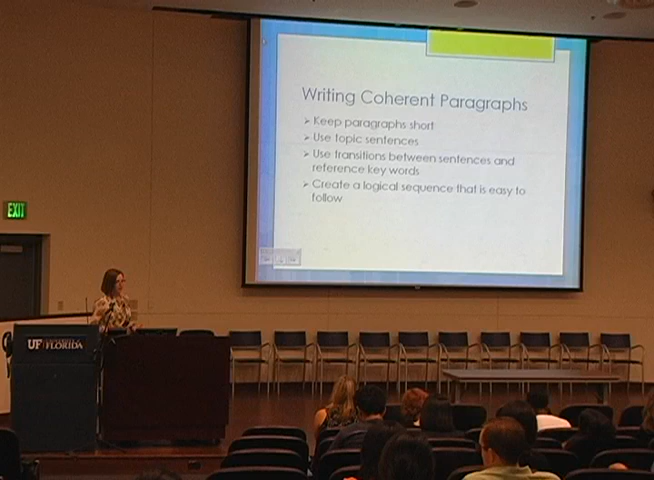 Writing Coherent Paragraphs
➢ Keep paragraphs short
➢ Use topic sentences
➢ Use transitions between sentences and
reference key words
➢ Create a logical sequence that is easy to
follow
EXIT
UF FLORIDA